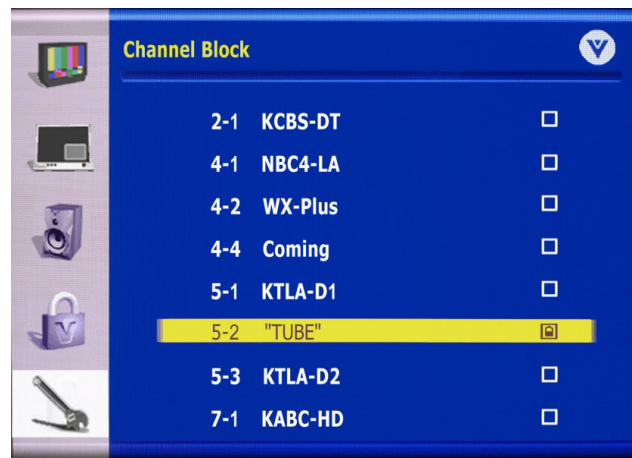 Channel Block
V
2-1 KCBS-DT
4-1 NBC4-LA
4-2 WX-Plus
4-4 Coming
5-1 KTLA-D1
5-2 "TUBE"
5-3 KTLA-D2
7-1 KABC-HD
V